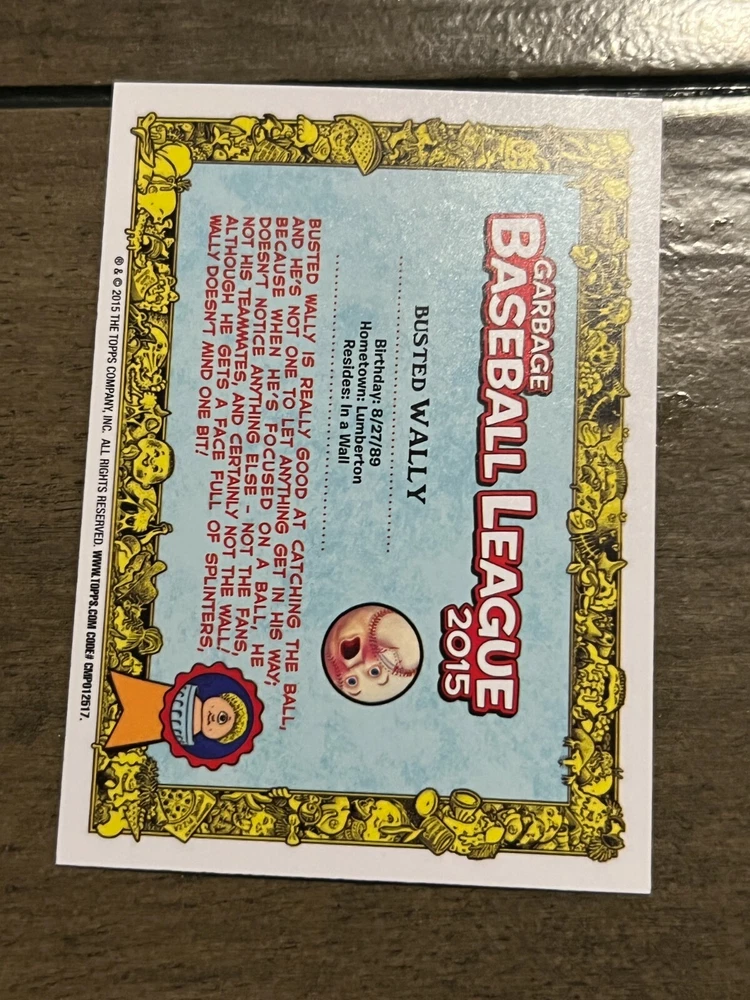 GARBAGE
BASEBALL LEAGUE
2015
BUSTED WALLY
Birthday: 8/27/89
Hometown: Lumberton
Resides: In a Wall
BUSTED WALLY IS REALLY GOOD AT CATCHING THE BALL,
AND HE'S NOT ONE TO LET ANYTHING GET IN HIS WAY;
BECAUSE WHEN HE'S FOCUSED ON A BALL, HE
DOESN'T NOTICE ANYTHING ELSE - NOT THE FANS,
NOT HIS TEAMMATES, AND CERTAINLY NOT THE WALL!
ALTHOUGH HE GETS A FACE FULL OF SPLINTERS,
WALLY DOESN'T MIND ONE BIT!
® & © 2015 THE TOPPS COMPANY, INC. ALL RIGHTS RESERVED. WWW.TOPPS.COM CODE# CMP012617.